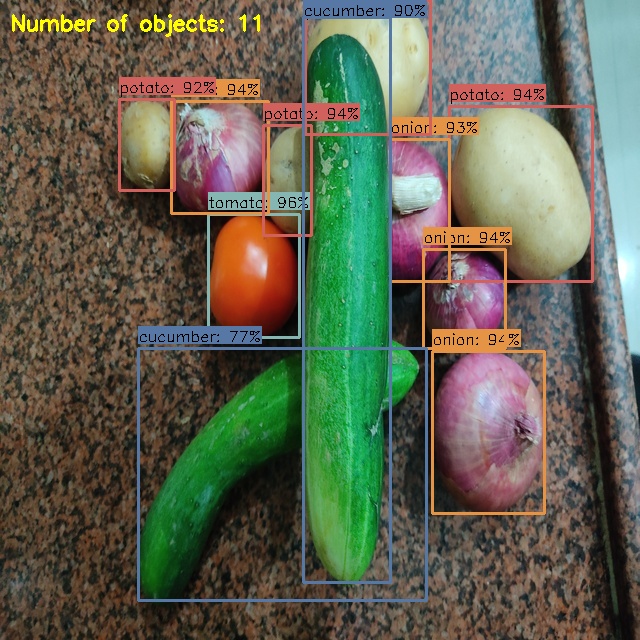 Number of objects: 11
cucumber: 90%
potato: 92%
94%
potato: 94%
potato: 94%
onion: 93%
tomato: 96%
onion: 94%
cucumber: 77%
onion: 94%